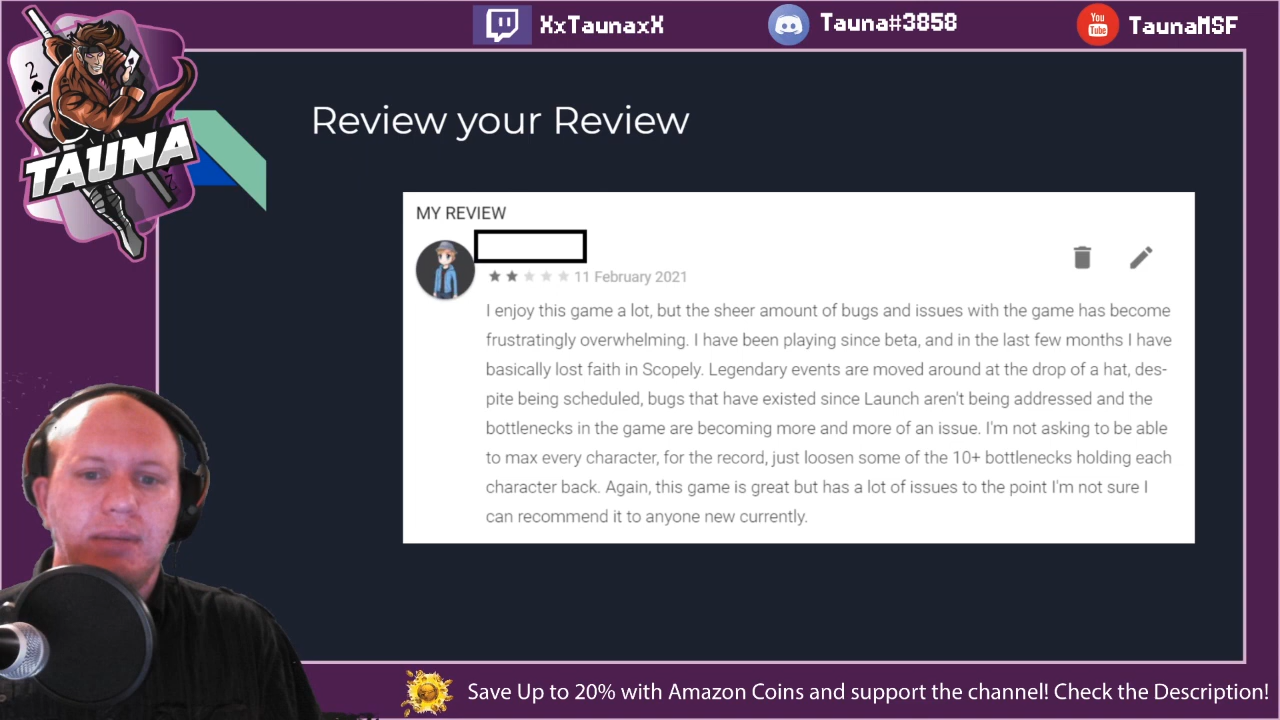 XxTaunaxX
Tauna#3858
You
Tube
TaunaMSF
2
TAUNA
Review your Review
MY REVIEW
11 February 2021
I enjoy this game a lot, but the sheer amount of bugs and issues with the game has become
frustratingly overwhelming. I have been playing since beta, and in the last few months I have
basically lost faith in Scopely. Legendary events are moved around at the drop of a hat, des-
pite being scheduled, bugs that have existed since Launch aren't being addressed and the
bottlenecks in the game are becoming more and more of an issue. I'm not asking to be able
to max every character, for the record, just loosen some of the 10+ bottlenecks holding each
character back. Again, this game is great but has a lot of issues to the point I'm not sure I
can recommend it to anyone new currently.
Save Up to 20% with Amazon Coins and support the channel! Check the Description!